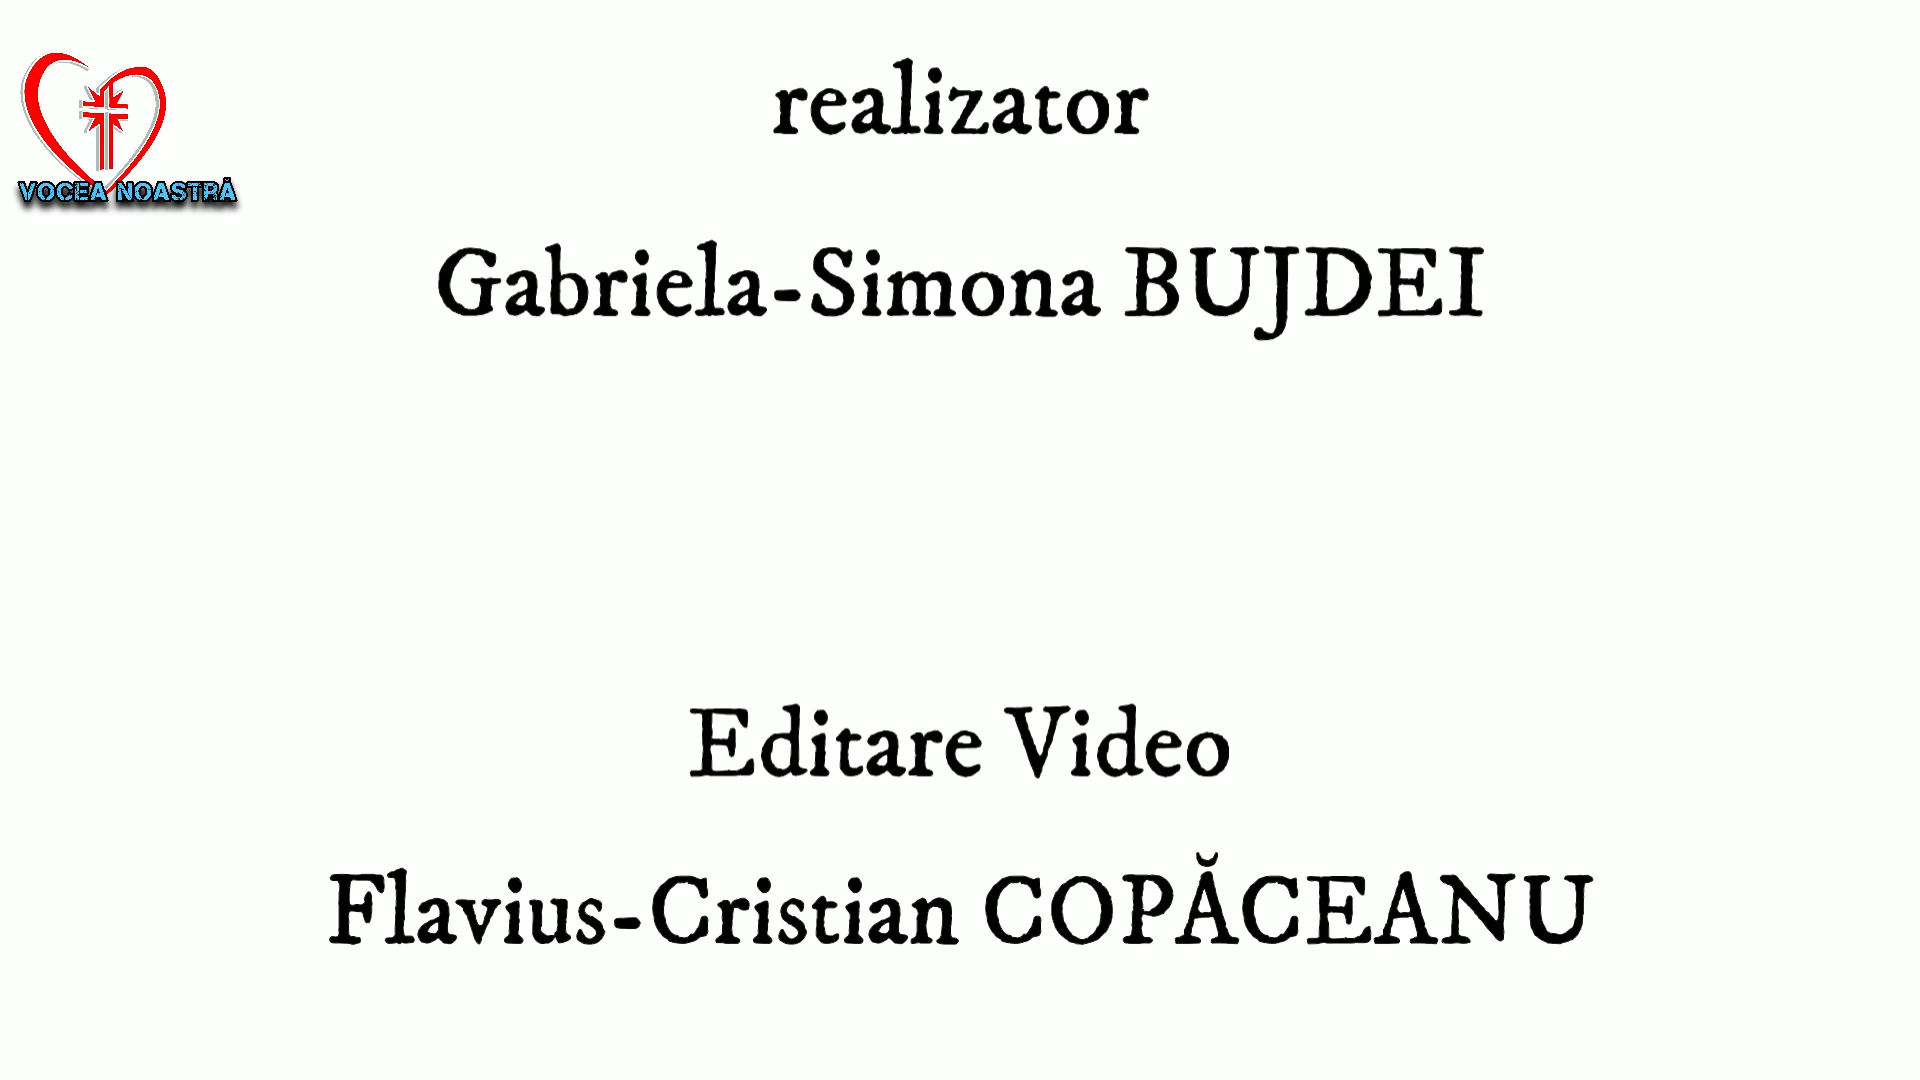 VOCEA NOASTRĂ
realizator
Gabriela-Simona BUJDEI
Editare Video
Flavius-Cristian COPĂCEANU